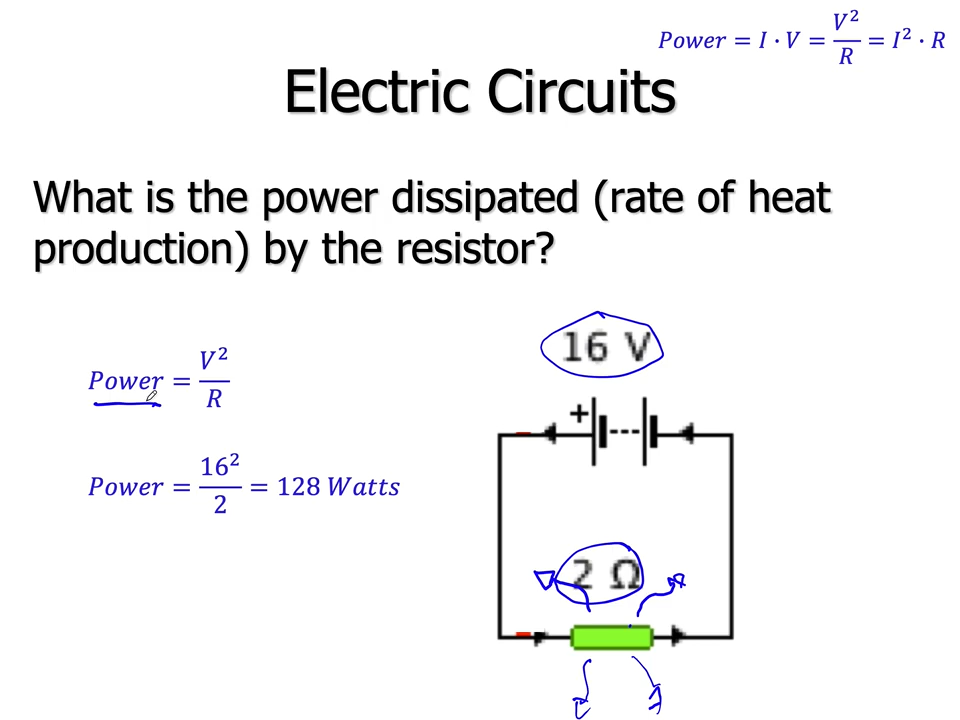 Power = I · V = V²/R = I² · R
Electric Circuits
What is the power dissipated (rate of heat
production) by the resistor?
16 V
Power = V²/R
+
Power = 16²/2 = 128 Watts
2 Ω